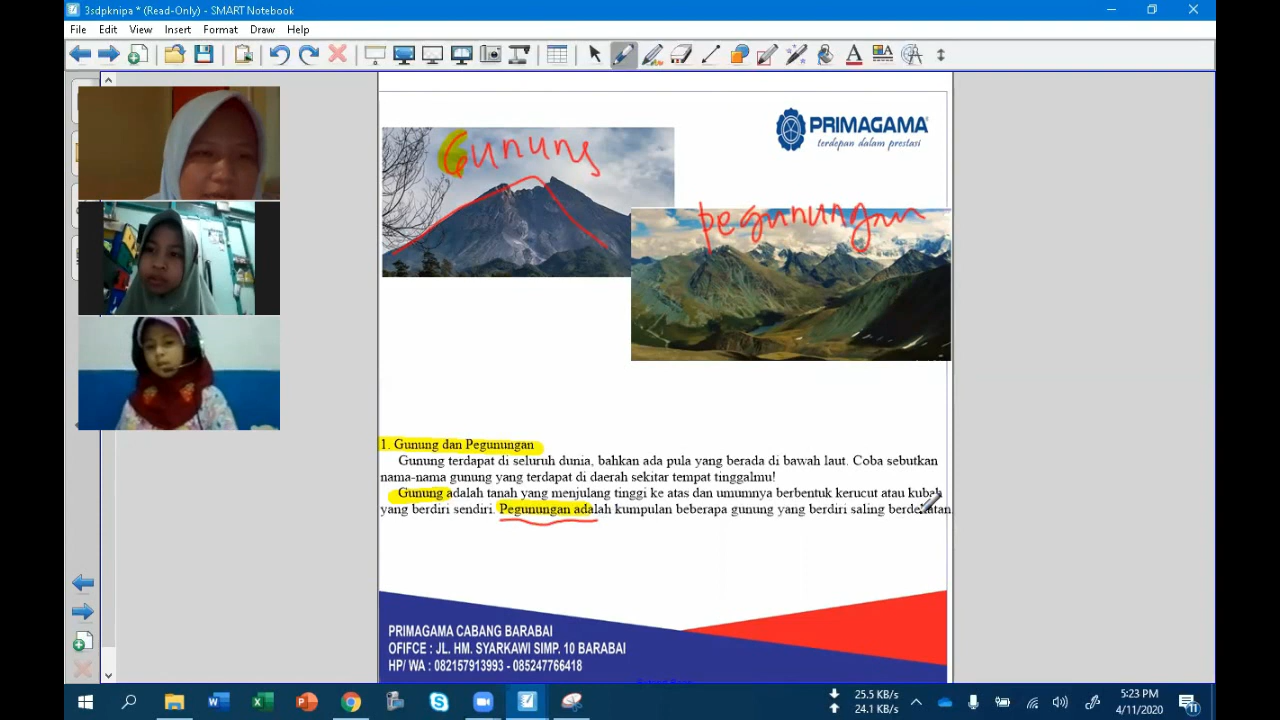 3sdpknipa * (Read-Only) - SMART Notebook
File Edit View Insert Format Draw Help
PRIMAGAMA
terdepan dalam prestasi
Gunung
pegunungan
1. Gunung dan Pegunungan
Gunung terdapat di seluruh dunia, bahkan ada pula yang berada di bawah laut. Coba sebutkan
nama-nama gunung yang terdapat di daerah sekitar tempat tinggalmu!
Gunung adalah tanah yang menjulang tinggi ke atas dan umumnya berbentuk kerucut atau kubah
yang berdiri sendiri. Pegunungan adalah kumpulan beberapa gunung yang berdiri saling berdekatan.
PRIMAGAMA CABANG BARABAI
OFIFCE : JL. HM. SYARKAWI SIMP. 10 BARABAI
HP/ WA : 082157913993 - 085247766418
25.5 KB/s
24.1 KB/s
5:23 PM
4/11/2020
11